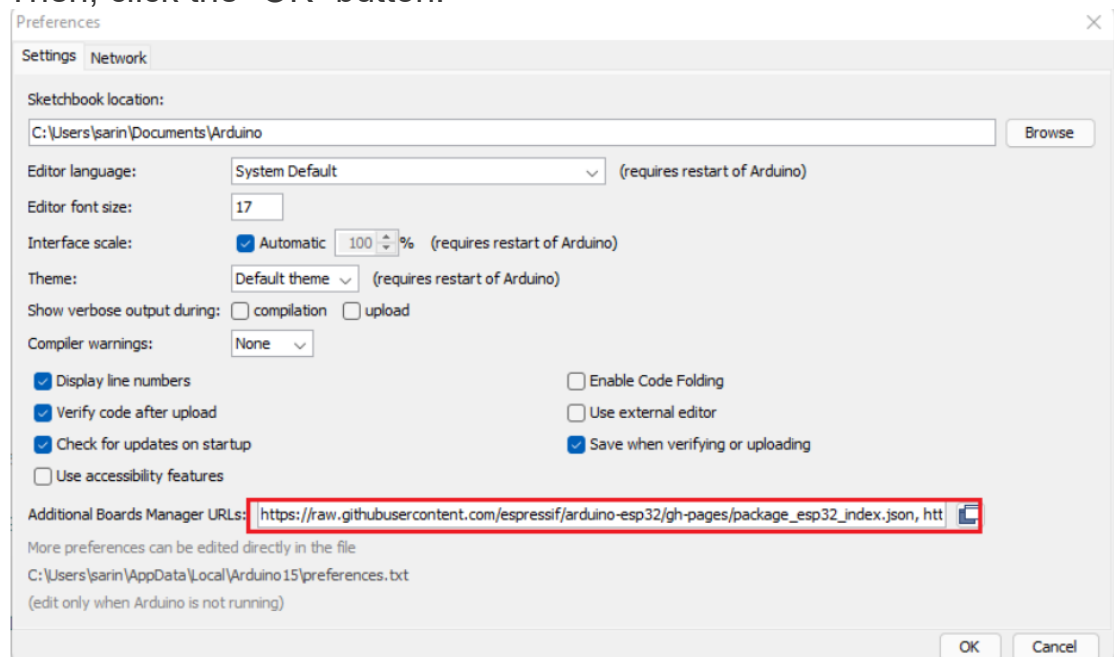 Then, click the "OK" button:
Preferences
Settings Network
Sketchbook location:
C:\Users\sarin\Documents\Arduino Browse
Editor language: System Default (requires restart of Arduino)
Editor font size: 17
Interface scale: Automatic 100 % (requires restart of Arduino)
Theme: Default theme (requires restart of Arduino)
Show verbose output during: compilation upload
Compiler warnings: None
Display line numbers Enable Code Folding
Verify code after upload Use external editor
Check for updates on startup Save when verifying or uploading
Use accessibility features
Additional Boards Manager URLs: https://raw.githubusercontent.com/espressif/arduino-esp32/gh-pages/package_esp32_index.json, htt
More preferences can be edited directly in the file
C:\Users\sarin\AppData\Local\Arduino15\preferences.txt
(edit only when Arduino is not running)
OK Cancel